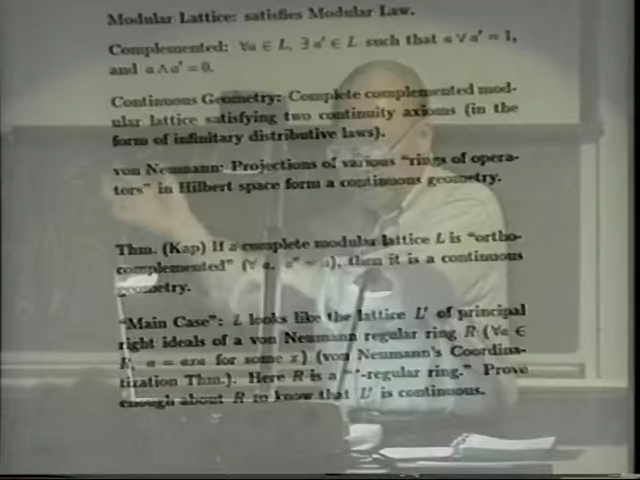 Modular Lattice: satisfies Modular Law.
Complemented: ∀a ∈ L, ∃ a′ ∈ L such that a ∨ a′ = 1,
and a ∧ a′ = 0.
Continuous Geometry: Complete complemented mod-
ular lattice satisfying two continuity axioms (in the
form of infinitary distributive laws).
von Neumann: Projections of various "rings of opera-
tors" in Hilbert space form a continuous geometry.
Thm. (Kap) If a complete modular lattice L is "ortho-
complemented" (∀ a, a″ = a), then it is a continuous
geometry.
"Main Case": L looks like the lattice L′ of principal
right ideals of a von Neumann regular ring R (∀a ∈
R, a = axa for some x) (von Neumann's Coordina-
tization Thm.). Here R is a "*-regular ring." Prove
enough about R to know that L′ is continuous.